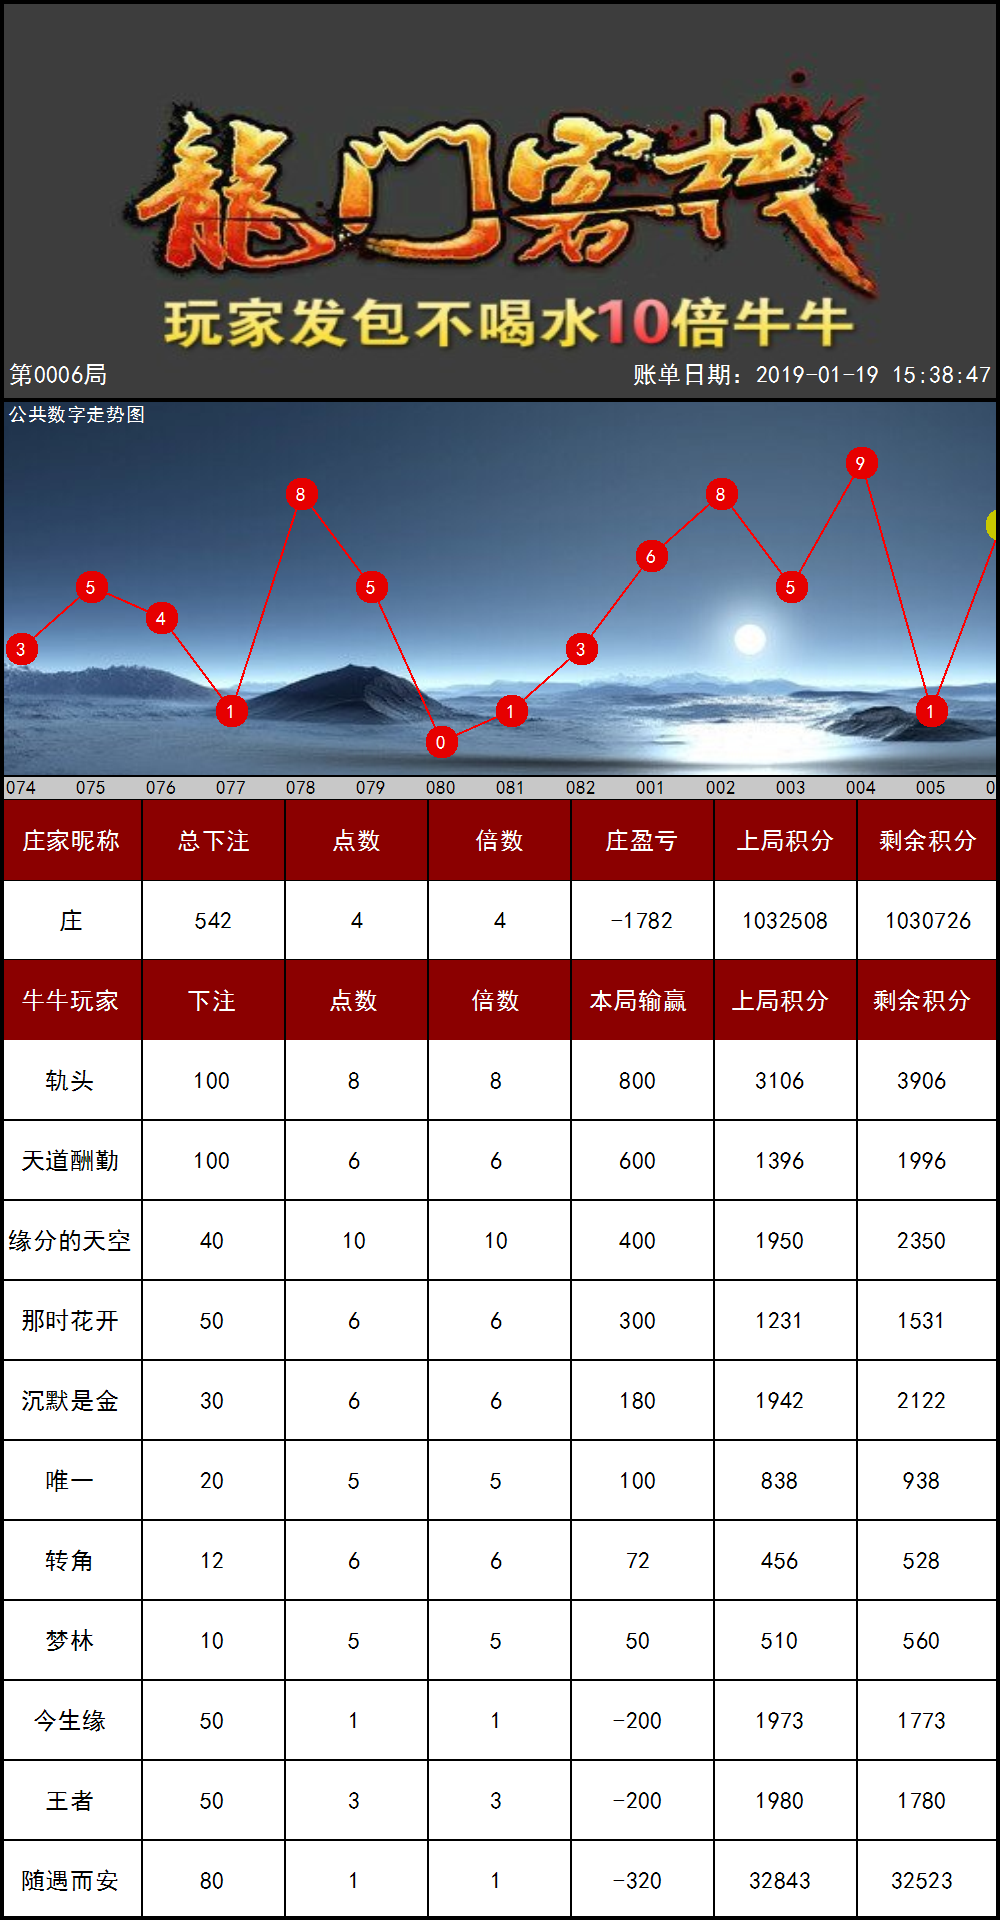 龍门客栈
玩家发包不喝水10倍牛牛
第0006局 账单日期：2019-01-19 15:38:47
公共数字走势图
3 5 4 1 8 5 0 1 3 6 8 5 9 1
074 075 076 077 078 079 080 081 082 001 002 003 004 005 0
庄家昵称 总下注 点数 倍数 庄盈亏 上局积分 剩余积分
庄 542 4 4 -1782 1032508 1030726
牛牛玩家 下注 点数 倍数 本局输赢 上局积分 剩余积分
轨头 100 8 8 800 3106 3906
天道酬勤 100 6 6 600 1396 1996
缘分的天空 40 10 10 400 1950 2350
那时花开 50 6 6 300 1231 1531
沉默是金 30 6 6 180 1942 2122
唯一 20 5 5 100 838 938
转角 12 6 6 72 456 528
梦林 10 5 5 50 510 560
今生缘 50 1 1 -200 1973 1773
王者 50 3 3 -200 1980 1780
随遇而安 80 1 1 -320 32843 32523